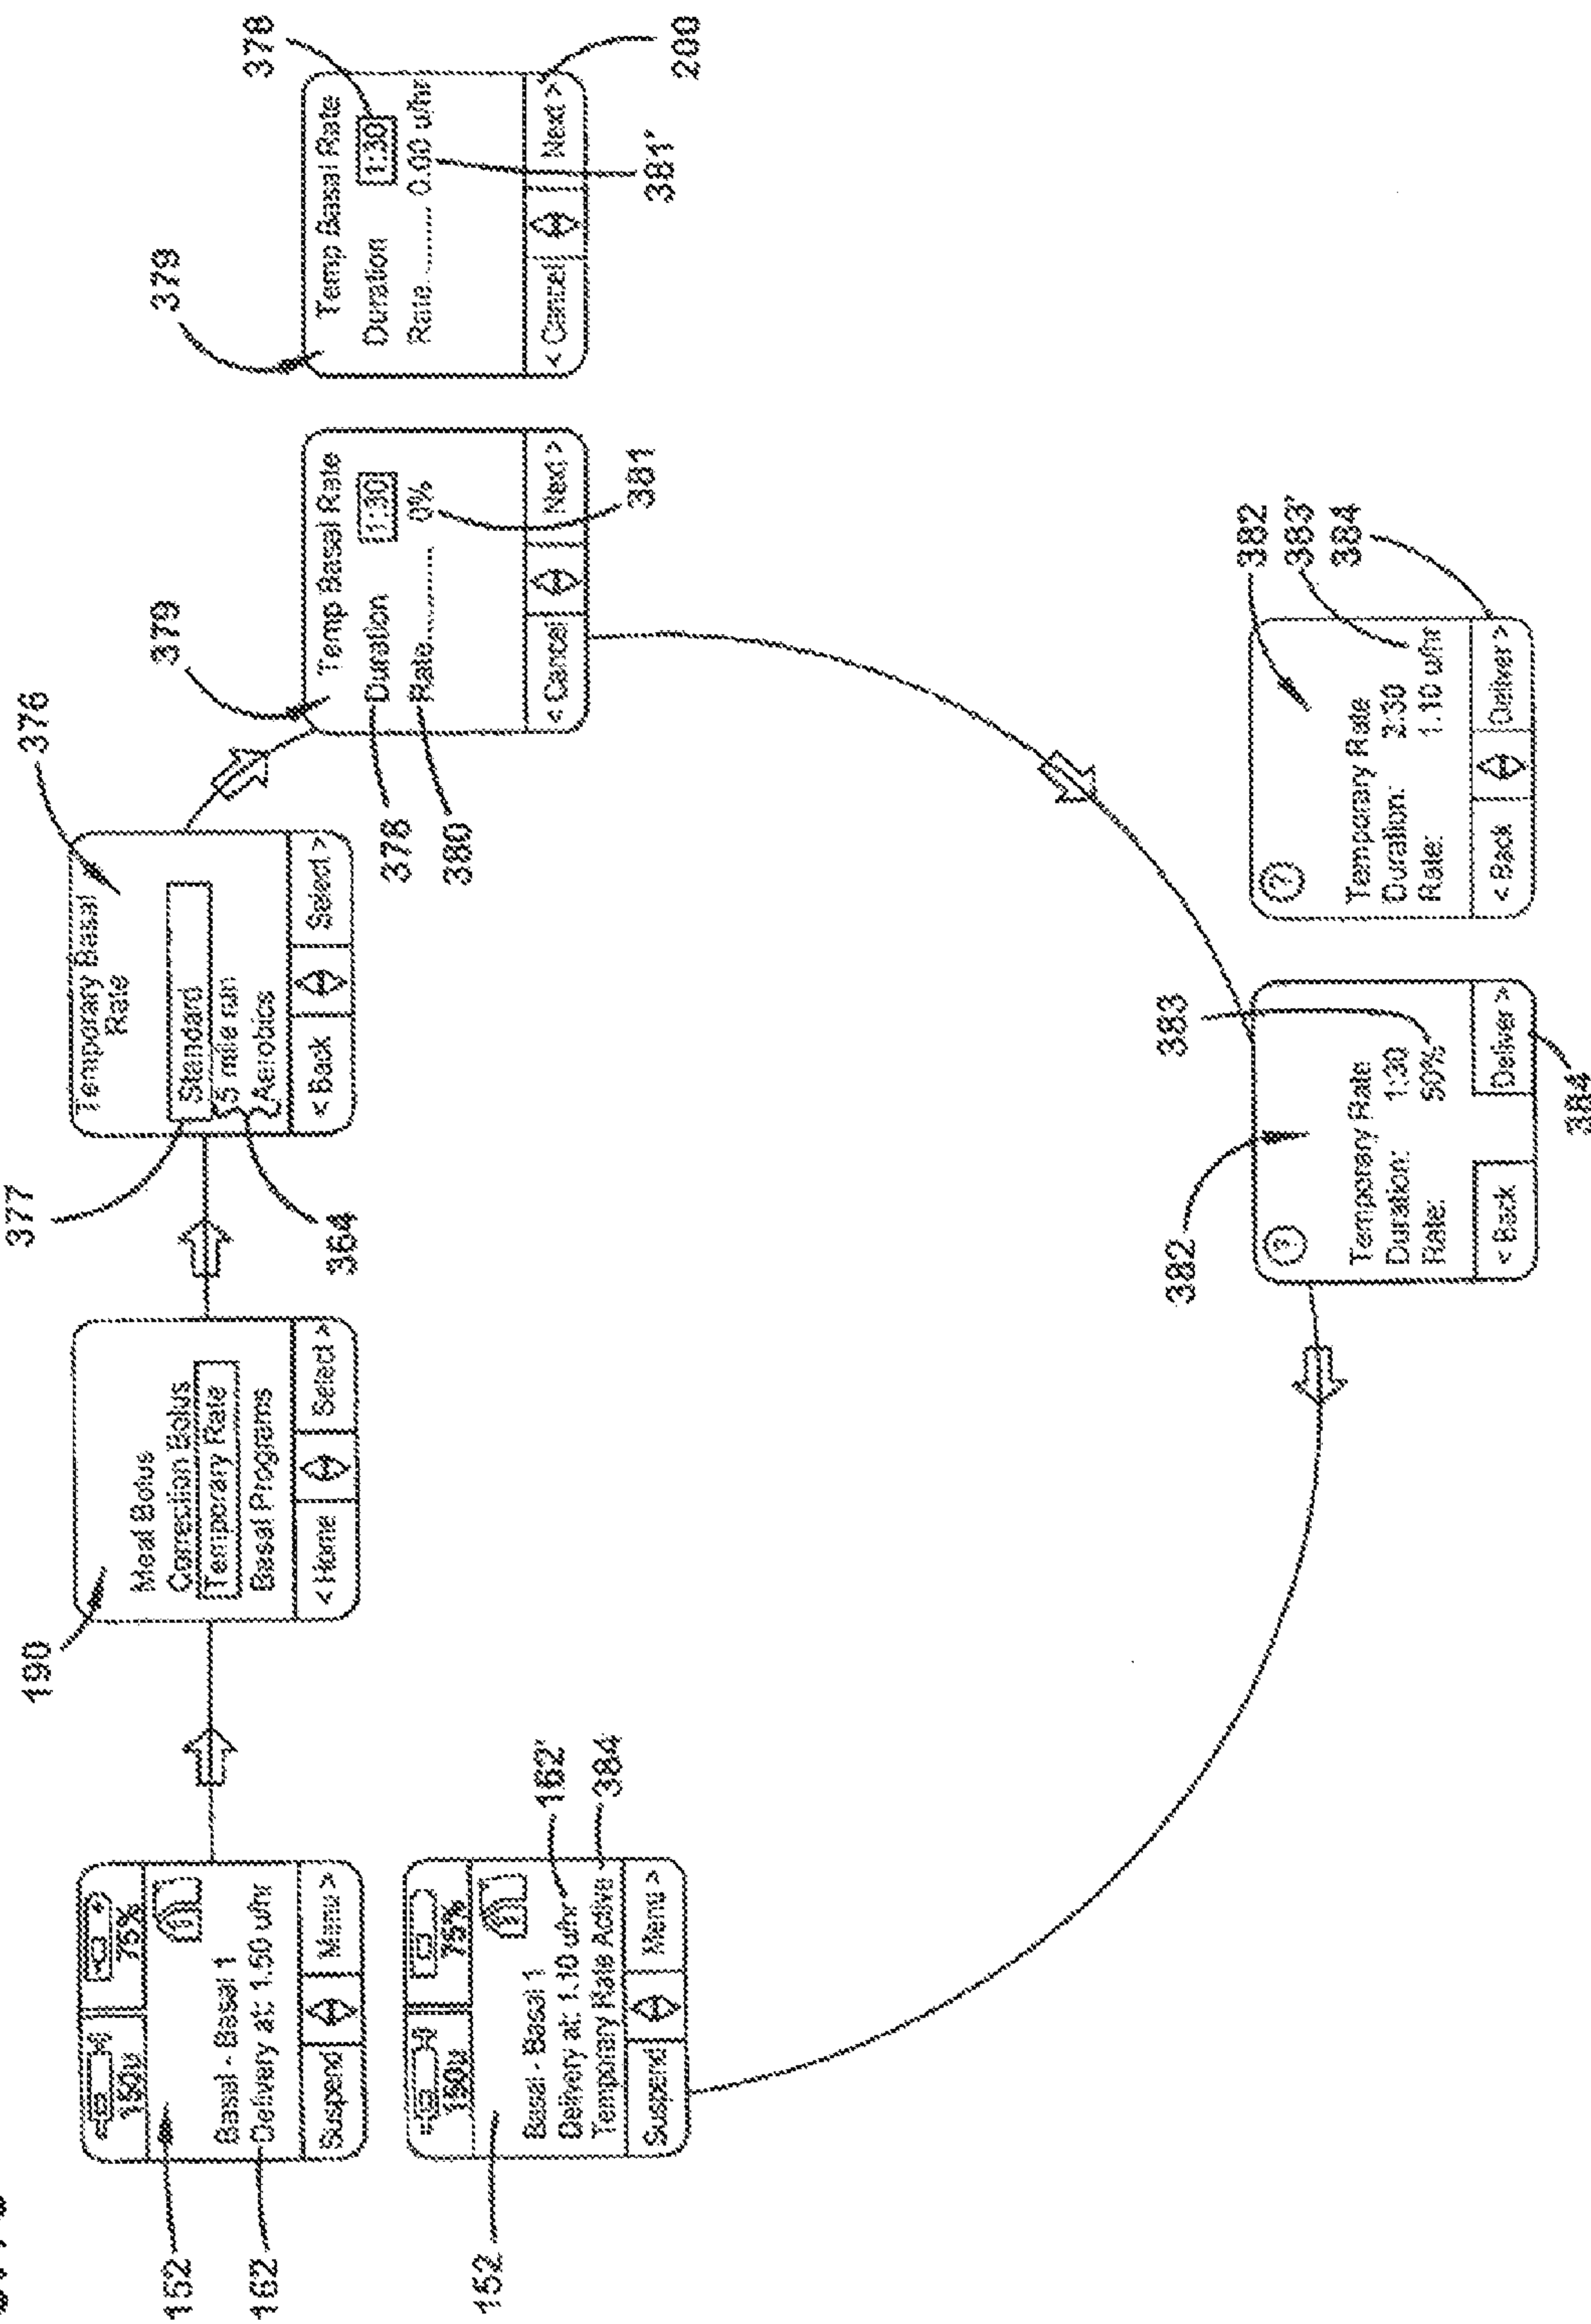 152
162
150u
75%
Basal - Basal 1
Delivery at: 1.50 u/hr
Suspend
Menu >
190
Meal Bolus
Correction Bolus
Temporary Rate
Basal Programs
< Home
Select >
377
364
376
Temporary Basal
Rate
Standard
5 mile run
Aerobics
< Back
Select >
379
378
380
Temp Basal Rate
Duration 1:30
Rate........... 0%
< Cancel
Next >
381
379
378
Temp Basal Rate
Duration 1:30
Rate ........ 0.00 u/hr
< Cancel
Next >
381'
200
152
150u
75%
Basal - Basal 1
Delivery at: 1.10 u/hr
Temporary Rate Active
Suspend
Menu >
162'
384
382
383
?
Temporary Rate
Duration: 1:30
Rate: 50%
< Back
Deliver >
384
382
383'
384
?
Temporary Rate
Duration:
Rate: 1.10 u/hr
< Back
Deliver >